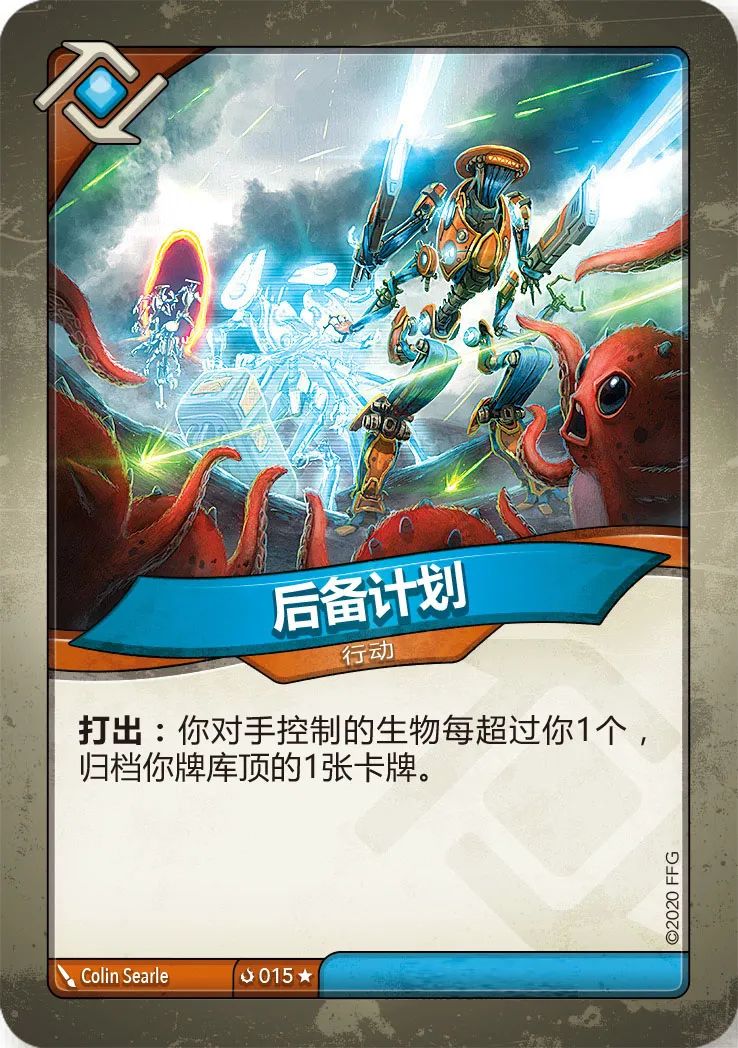 后备计划
行动
打出：你对手控制的生物每超过你1个，
归档你牌库顶的1张卡牌。
©2020 FFG
Colin Searle
015